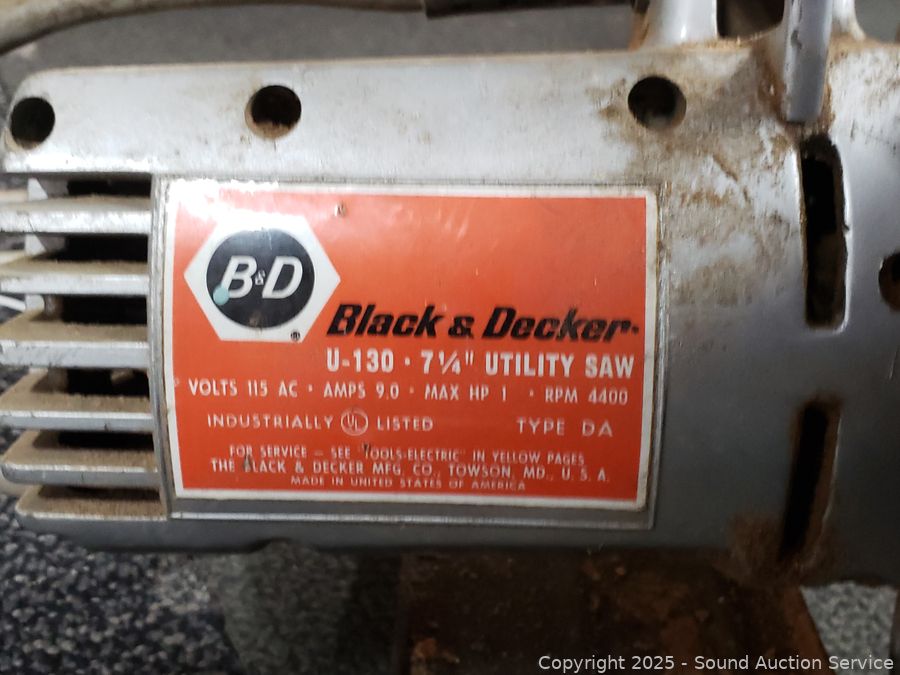 B&D
®
Black & Decker®
U-130 · 7 1/4" UTILITY SAW
VOLTS 115 AC · AMPS 9.0 · MAX HP 1 · RPM 4400
INDUSTRIALLY UL LISTED TYPE DA
FOR SERVICE — SEE "TOOLS-ELECTRIC" IN YELLOW PAGES
THE BLACK & DECKER MFG. CO., TOWSON, MD., U. S. A.
MADE IN UNITED STATES OF AMERICA
Copyright © 2025 - Sound Auction Service